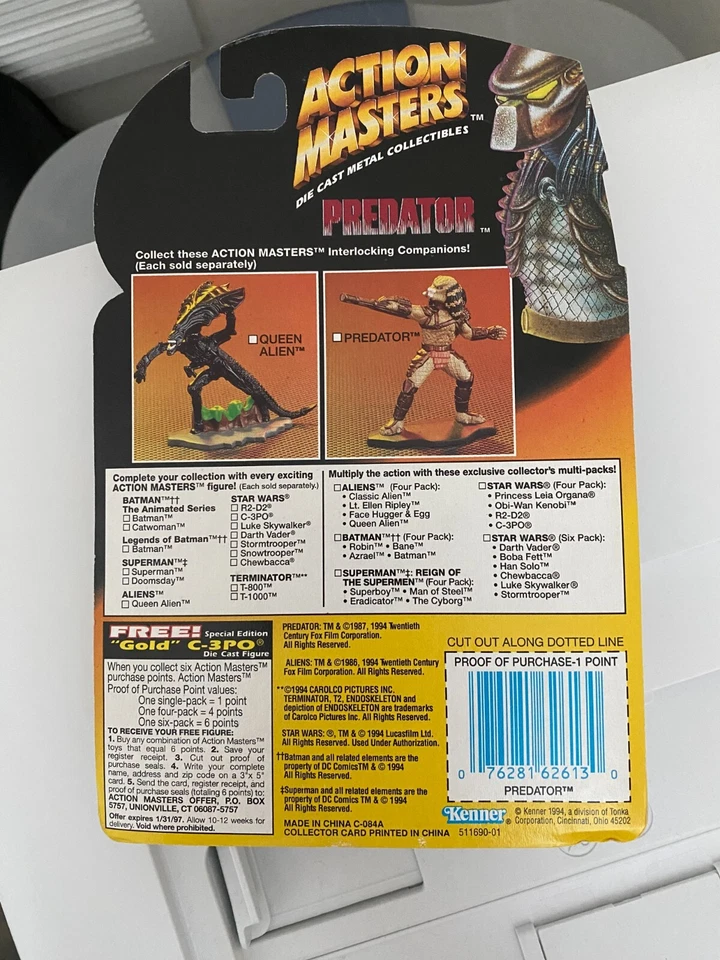 ACTION
MASTERS™
DIE CAST METAL COLLECTIBLES
PREDATOR™
Collect these ACTION MASTERS™ Interlocking Companions!
(Each sold separately)
☐QUEEN
ALIEN™
☐PREDATOR™
Complete your collection with every exciting
ACTION MASTERS™ figure! (Each sold separately.)
BATMAN™††
The Animated Series
☐ Batman™
☐ Catwoman™
Legends of Batman™††
☐ Batman™
SUPERMAN™‡
☐ Superman™
☐ Doomsday™
ALIENS™
☐ Queen Alien™
STAR WARS®
☐ R2-D2®
☐ C-3PO®
☐ Luke Skywalker®
☐ Darth Vader®
☐ Stormtrooper™
☐ Snowtrooper™
☐ Chewbacca®
TERMINATOR™**
☐ T-800™
☐ T-1000™
Multiply the action with these exclusive collector's multi-packs!
☐ALIENS™ (Four Pack):
• Classic Alien™
• Lt. Ellen Ripley™
• Face Hugger & Egg
• Queen Alien™
☐BATMAN™†† (Four Pack):
• Robin™ • Bane™
• Azrael™ • Batman™
☐SUPERMAN™‡: REIGN OF
THE SUPERMEN™ (Four Pack):
• Superboy™ • Man of Steel™
• Eradicator™ • The Cyborg™
☐STAR WARS® (Four Pack):
• Princess Leia Organa®
• Obi-Wan Kenobi™
• R2-D2®
• C-3PO®
☐STAR WARS® (Six Pack):
• Darth Vader®
• Boba Fett™
• Han Solo™
• Chewbacca®
• Luke Skywalker®
• Stormtrooper™
FREE! Special Edition
"Gold" C-3PO®
Die Cast Figure
When you collect six Action Masters™
purchase points. Action Masters™
Proof of Purchase Point values:
One single-pack = 1 point
One four-pack = 4 points
One six-pack = 6 points
TO RECEIVE YOUR FREE FIGURE:
1. Buy any combination of Action Masters™
toys that equal 6 points. 2. Save your
register receipt. 3. Cut out proof of
purchase seals. 4. Write your complete
name, address and zip code on a 3"x 5"
card. 5. Send the card, register receipt, and
proof of purchase seals (totaling 6 points) to:
ACTION MASTERS OFFER, P.O. BOX
5757, UNIONVILLE, CT 06087-5757
Offer expires 1/31/97. Allow 10-12 weeks for
delivery. Void where prohibited.
PREDATOR: TM & ©1987, 1994 Twentieth
Century Fox Film Corporation.
All Rights Reserved.
ALIENS: TM & ©1986, 1994 Twentieth Century
Fox Film Corporation. All Rights Reserved.
**©1994 CAROLCO PICTURES INC.
TERMINATOR, T2, ENDOSKELETON and
depiction of ENDOSKELETON are trademarks
of Carolco Pictures Inc. All Rights Reserved.
STAR WARS: ®, TM & © 1994 Lucasfilm Ltd.
All Rights Reserved. Used Under Authorization.
††Batman and all related elements are the
property of DC Comics TM & © 1994
All Rights Reserved.
‡Superman and all related elements are the
property of DC Comics TM & © 1994
All Rights Reserved.
MADE IN CHINA C-084A
COLLECTOR CARD PRINTED IN CHINA 511690-01
CUT OUT ALONG DOTTED LINE
PROOF OF PURCHASE-1 POINT
0 76281 62613 0
PREDATOR™
Kenner®
© Kenner 1994, a division of Tonka
Corporation, Cincinnati, Ohio 45202